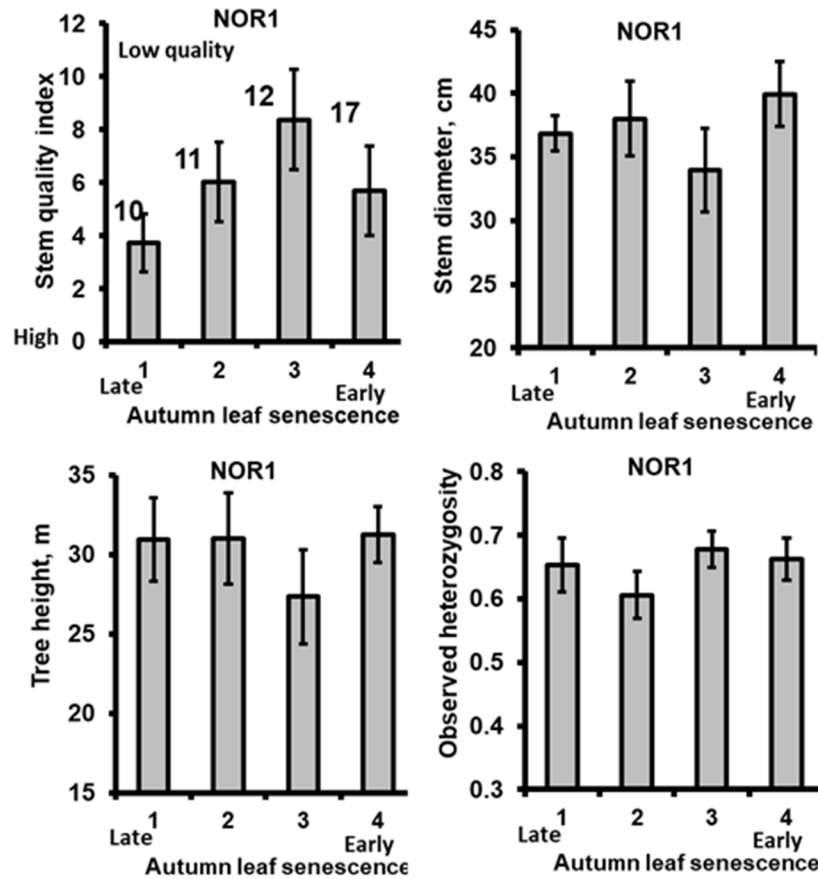 NOR1
Low quality
Stem quality index
12
10
8
6
4
2
0
High
10
11
12
17
1
2
3
4
Late
Early
Autumn leaf senescence
NOR1
Stem diameter, cm
45
40
35
30
25
20
1
2
3
4
Late
Early
Autumn leaf senescence
NOR1
Tree height, m
35
30
25
20
15
1
2
3
4
Late
Early
Autumn leaf senescence
NOR1
Observed heterozygosity
0.8
0.7
0.6
0.5
0.4
0.3
1
2
3
4
Late
Early
Autumn leaf senescence